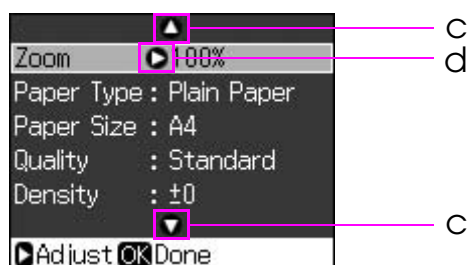 C
Zoom 100%
d
Paper Type : Plain Paper
Paper Size : A4
Quality : Standard
Density : ±0
C
Adjust OK Done